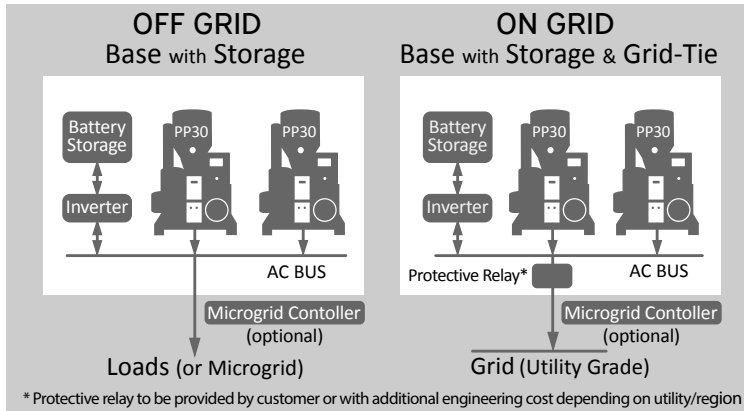 OFF GRID
Base with Storage
Battery
Storage
Inverter
PP30
PP30
AC BUS
Microgrid Contoller
(optional)
Loads (or Microgrid)
ON GRID
Base with Storage & Grid-Tie
Battery
Storage
Inverter
PP30
PP30
Protective Relay*
AC BUS
Microgrid Contoller
(optional)
Grid (Utility Grade)
* Protective relay to be provided by customer or with additional engineering cost depending on utility/region